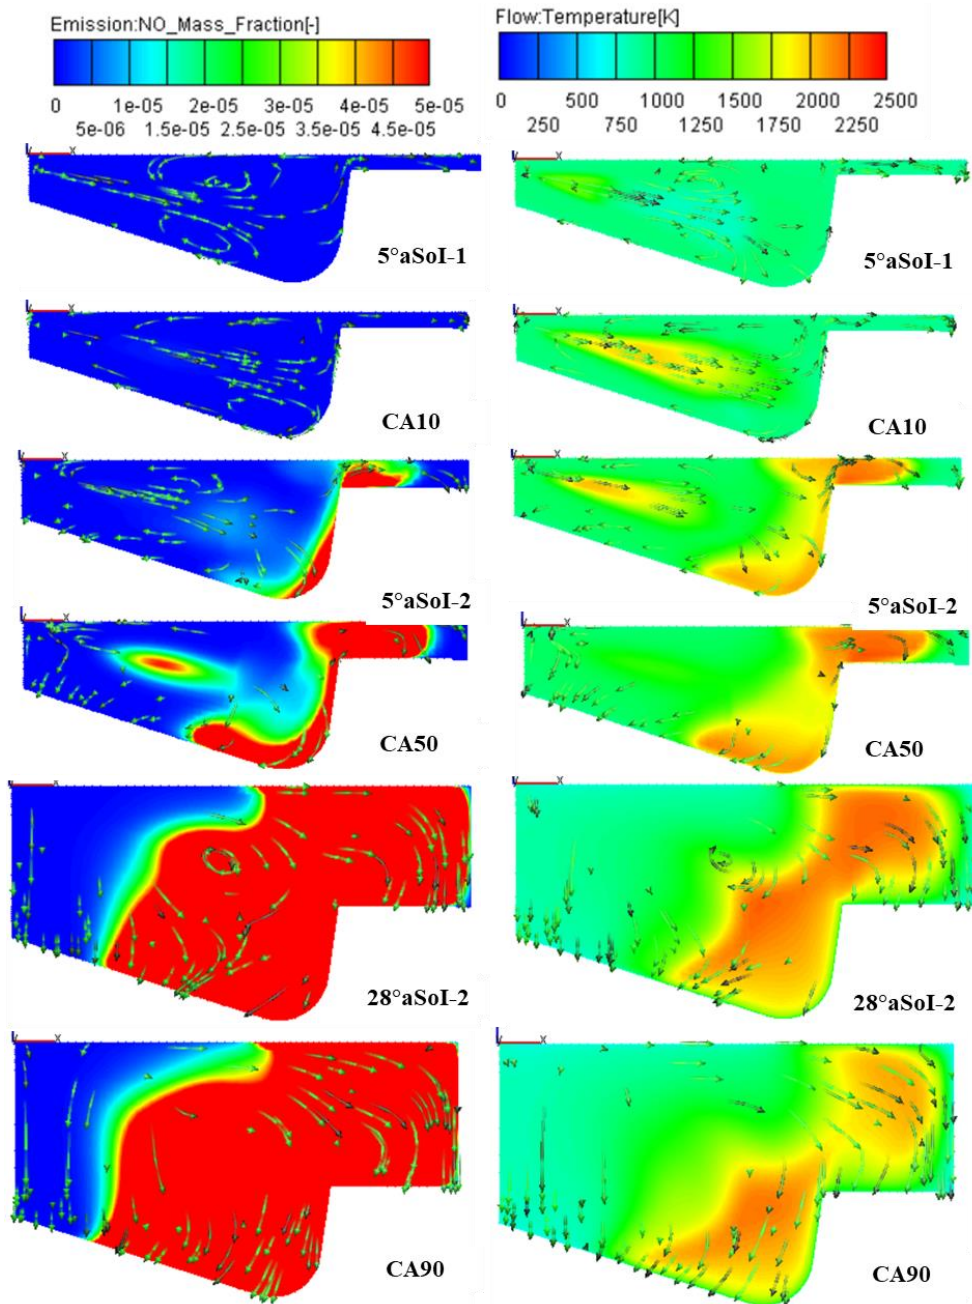 Emission:NO_Mass_Fraction[-]
0 1e-05 2e-05 3e-05 4e-05 5e-05
5e-06 1.5e-05 2.5e-05 3.5e-05 4.5e-05
Flow:Temperature[K]
0 500 1000 1500 2000 2500
250 750 1250 1750 2250
X
X
5°aSoI-1
5°aSoI-1
X
X
CA10
CA10
X
X
5°aSoI-2
5°aSoI-2
X
X
CA50
CA50
X
X
28°aSoI-2
28°aSoI-2
X
X
CA90
CA90